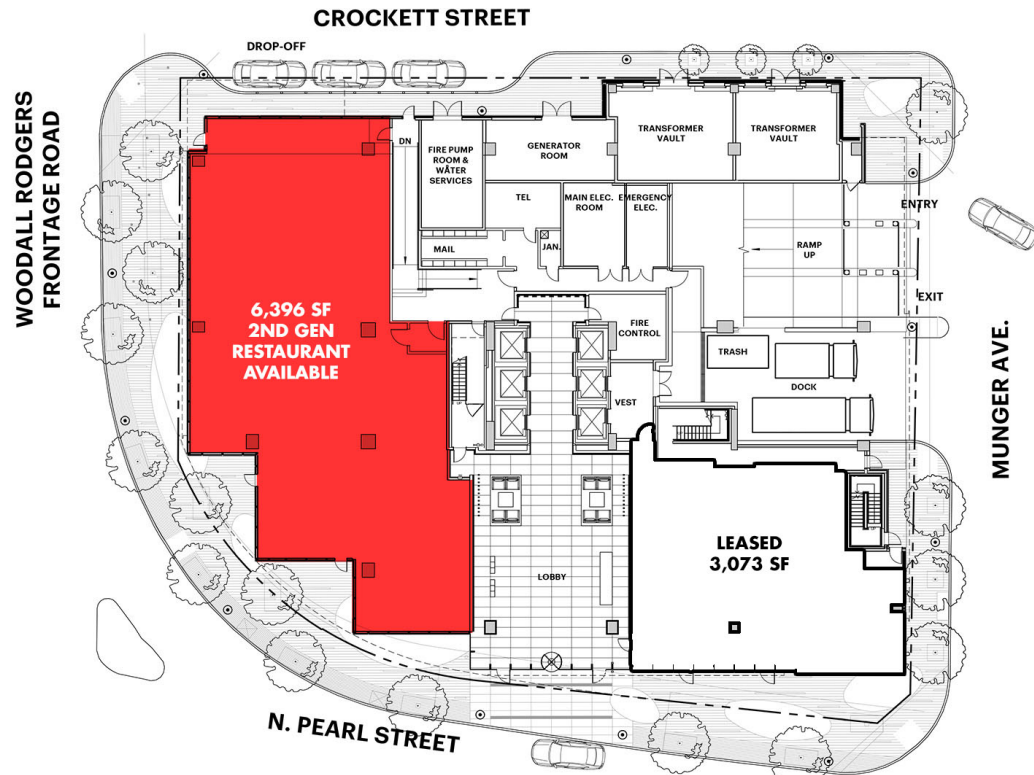 CROCKETT STREET
DROP-OFF
WOODALL RODGERS
FRONTAGE ROAD
DN
FIRE PUMP
ROOM &
WATER
SERVICES
GENERATOR
ROOM
TRANSFORMER
VAULT
TRANSFORMER
VAULT
TEL
MAIN ELEC.
ROOM
EMERGENCY
ELEC.
ENTRY
MAIL
JAN.
RAMP
UP
EXIT
6,396 SF
2ND GEN
RESTAURANT
AVAILABLE
FIRE
CONTROL
TRASH
DOCK
VEST
MUNGER AVE.
LEASED
3,073 SF
LOBBY
N. PEARL STREET